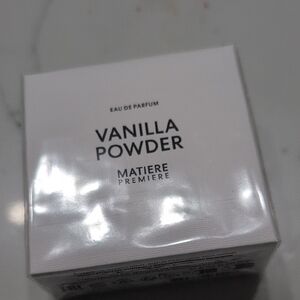 EAU DE PARFUM
VANILLA
POWDER
MATIERE
PREMIERE